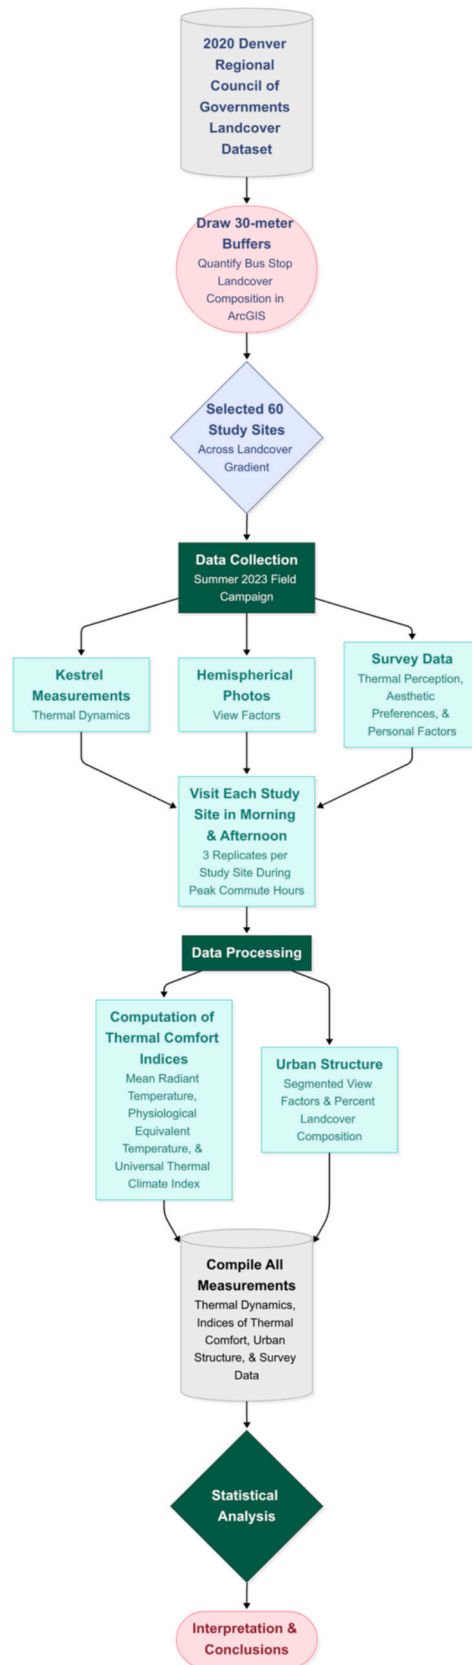 2020 Denver
Regional
Council of
Governments
Landcover
Dataset
Draw 30-meter
Buffers
Quantify Bus Stop
Landcover
Composition in
ArcGIS
Selected 60
Study Sites
Across Landcover
Gradient
Data Collection
Summer 2023 Field
Campaign
Kestrel
Measurements
Thermal Dynamics
Hemispherical
Photos
View Factors
Survey Data
Thermal Perception,
Aesthetic
Preferences, &
Personal Factors
Visit Each Study
Site in Morning
& Afternoon
3 Replicates per
Study Site During
Peak Commute Hours
Data Processing
Computation of
Thermal Comfort
Indices
Mean Radiant
Temperature,
Physiological
Equivalent
Temperature, &
Universal Thermal
Climate Index
Urban Structure
Segmented View
Factors & Percent
Landcover
Composition
Compile All
Measurements
Thermal Dynamics,
Indices of Thermal
Comfort, Urban
Structure, & Survey
Data
Statistical
Analysis
Interpretation &
Conclusions